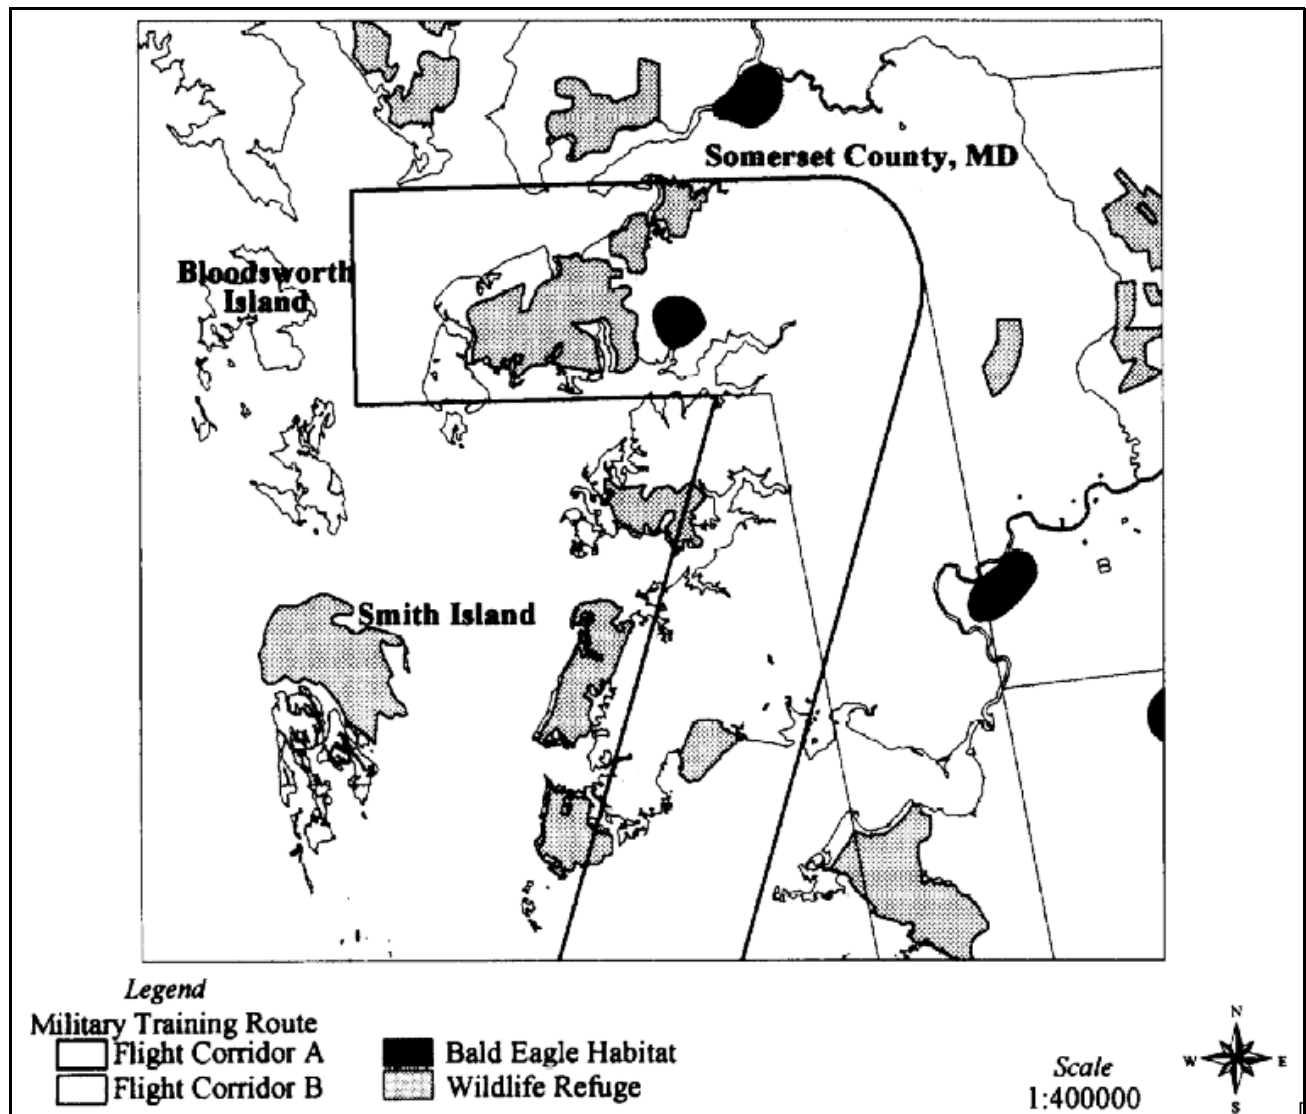 Somerset County, MD
Bloodsworth
Island
Smith Island
Legend
Military Training Route
Flight Corridor A
Flight Corridor B
Bald Eagle Habitat
Wildlife Refuge
Scale
1:400000
N
W E
S